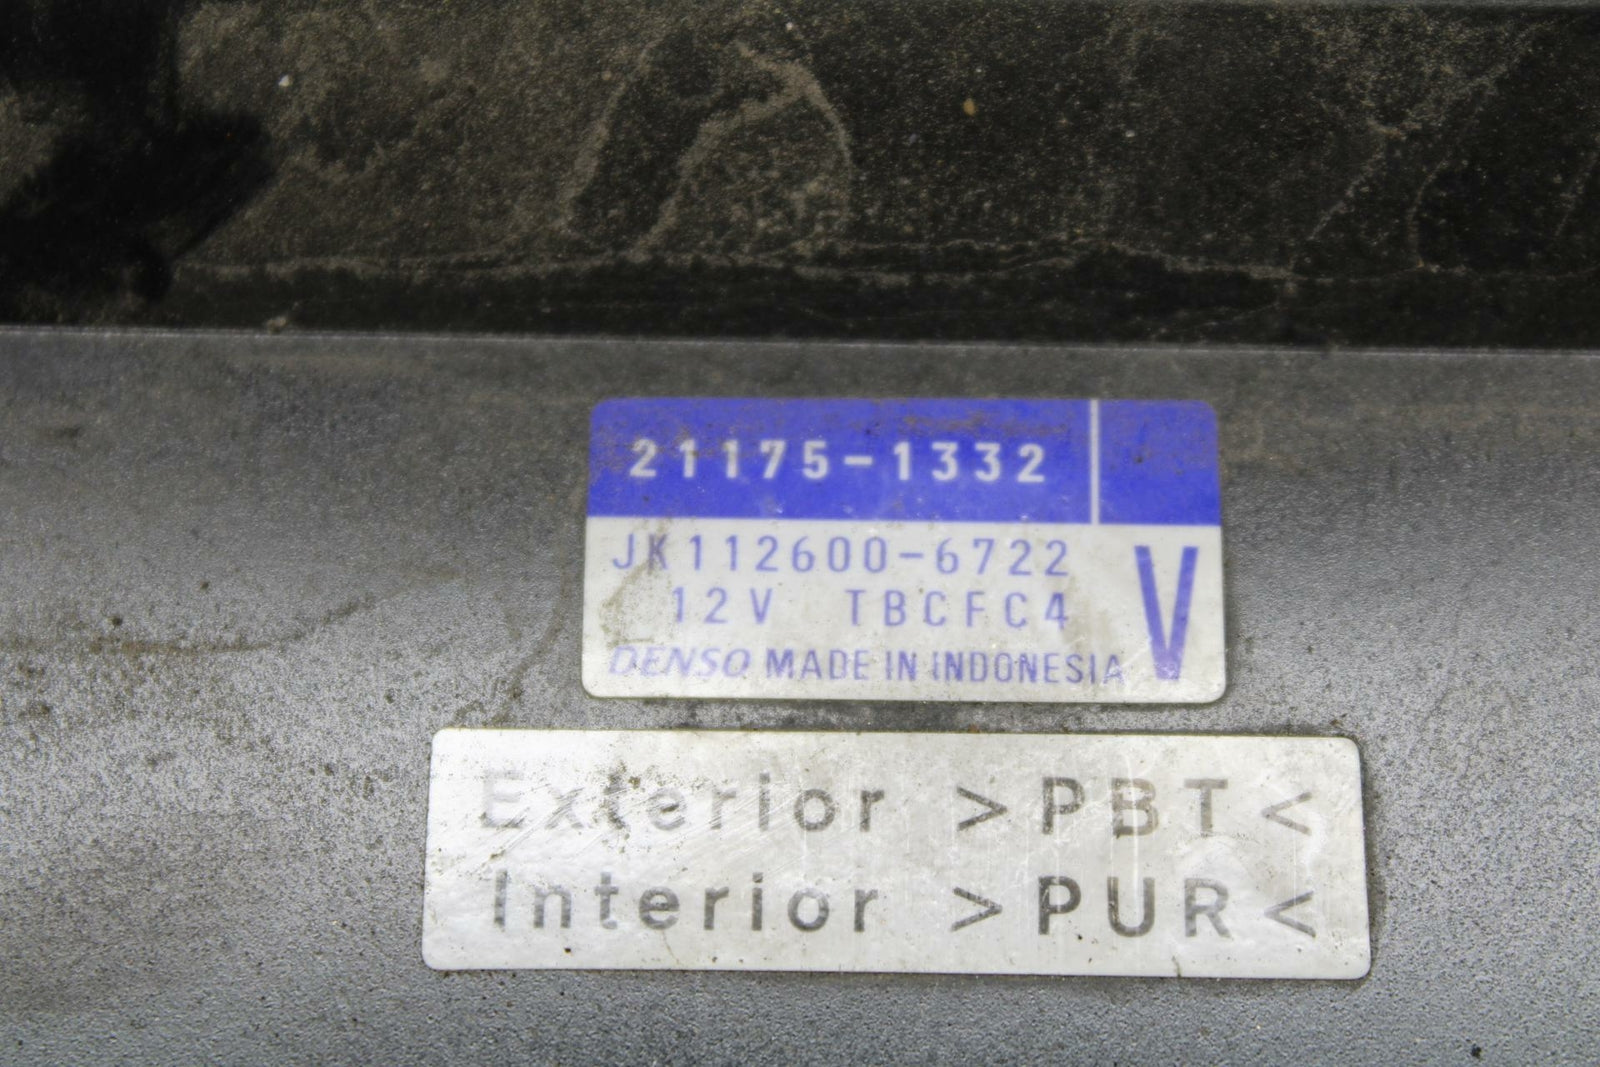 21175-1332
JK112600-6722
12V TBCFC4
V
DENSO MADE IN INDONESIA
Exterior >PBT<
Interior >PUR<